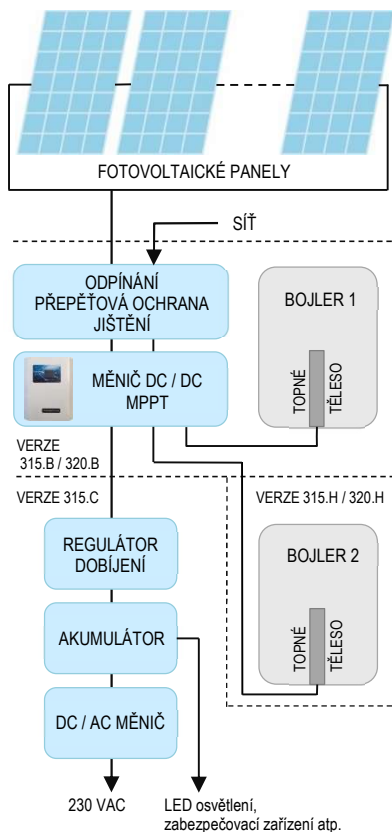 FOTOVOLTAICKÉ PANELY
SÍŤ
ODPÍNÁNÍ
PŘEPĚŤOVÁ OCHRANA
JIŠTĚNÍ
BOJLER 1
TOPNÉ
TĚLESO
MĚNIČ DC / DC
MPPT
VERZE
315.B / 320.B
VERZE 315.C
VERZE 315.H / 320.H
REGULÁTOR
DOBÍJENÍ
BOJLER 2
TOPNÉ
TĚLESO
AKUMULÁTOR
DC / AC MĚNIČ
230 VAC
LED osvětlení,
zabezpečovací zařízení atp.